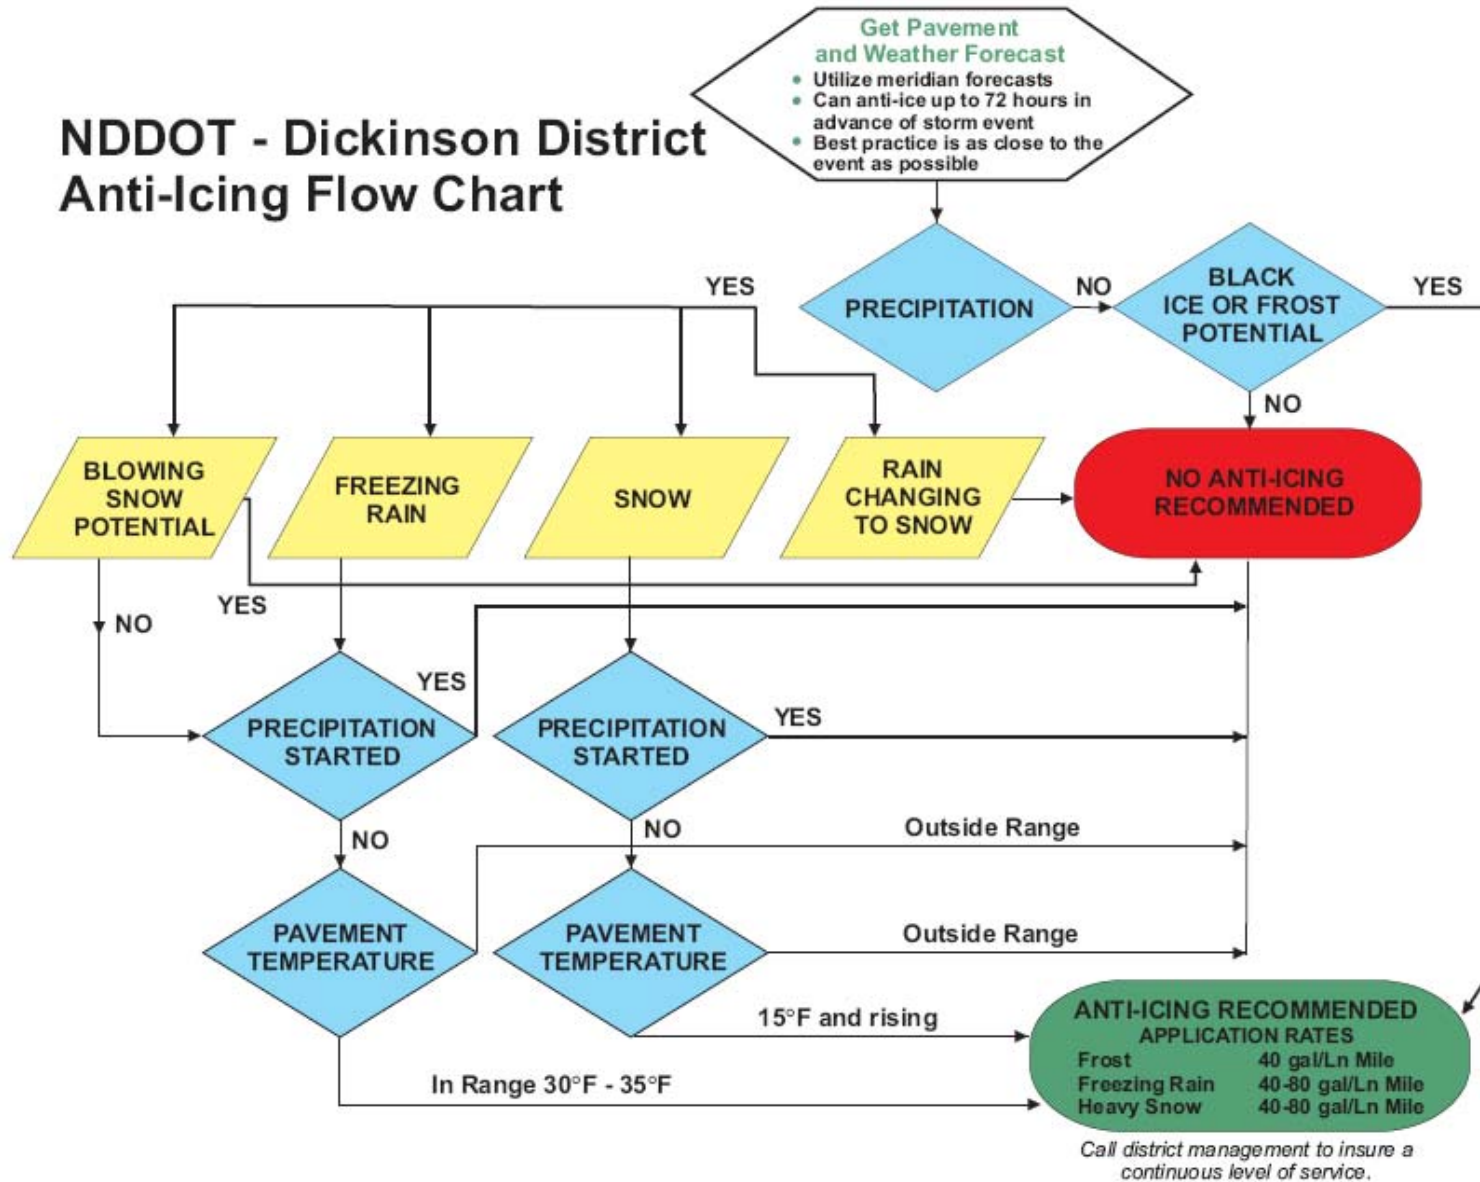 Get Pavement
and Weather Forecast
• Utilize meridian forecasts
• Can anti-ice up to 72 hours in
advance of storm event
• Best practice is as close to the
event as possible
NDDOT - Dickinson District
Anti-Icing Flow Chart
YES
PRECIPITATION
NO
BLACK
ICE OR FROST
POTENTIAL
YES
NO
BLOWING
SNOW
POTENTIAL
FREEZING
RAIN
SNOW
RAIN
CHANGING
TO SNOW
NO ANTI-ICING
RECOMMENDED
NO
YES
PRECIPITATION
STARTED
YES
PRECIPITATION
STARTED
YES
NO
NO
Outside Range
PAVEMENT
TEMPERATURE
PAVEMENT
TEMPERATURE
Outside Range
15°F and rising
In Range 30°F - 35°F
ANTI-ICING RECOMMENDED
APPLICATION RATES
Frost 40 gal/Ln Mile
Freezing Rain 40-80 gal/Ln Mile
Heavy Snow 40-80 gal/Ln Mile
Call district management to insure a
continuous level of service.